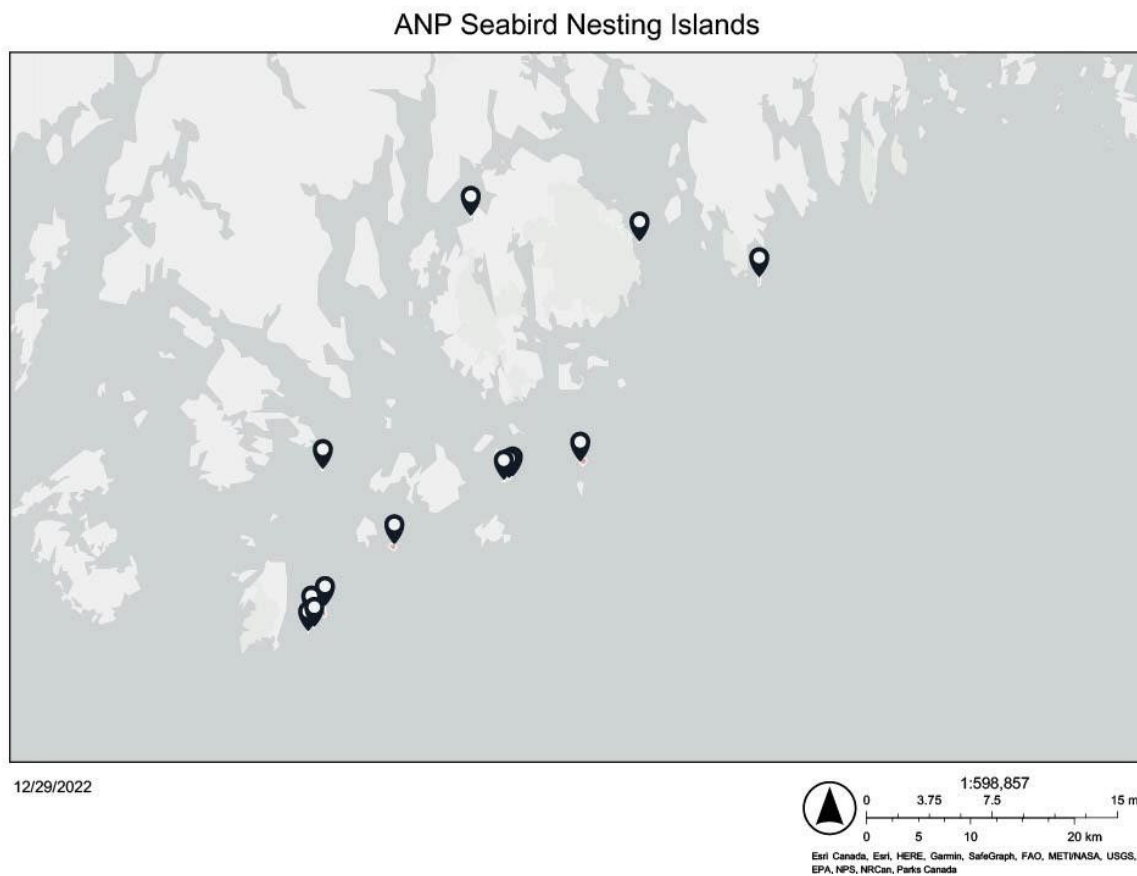 ANP Seabird Nesting Islands
12/29/2022
1:598,857
0 3.75 7.5 15 m
0 5 10 20 km
Esri Canada, Esri, HERE, Garmin, SafeGraph, FAO, METI/NASA, USGS,
EPA, NPS, NRCan, Parks Canada